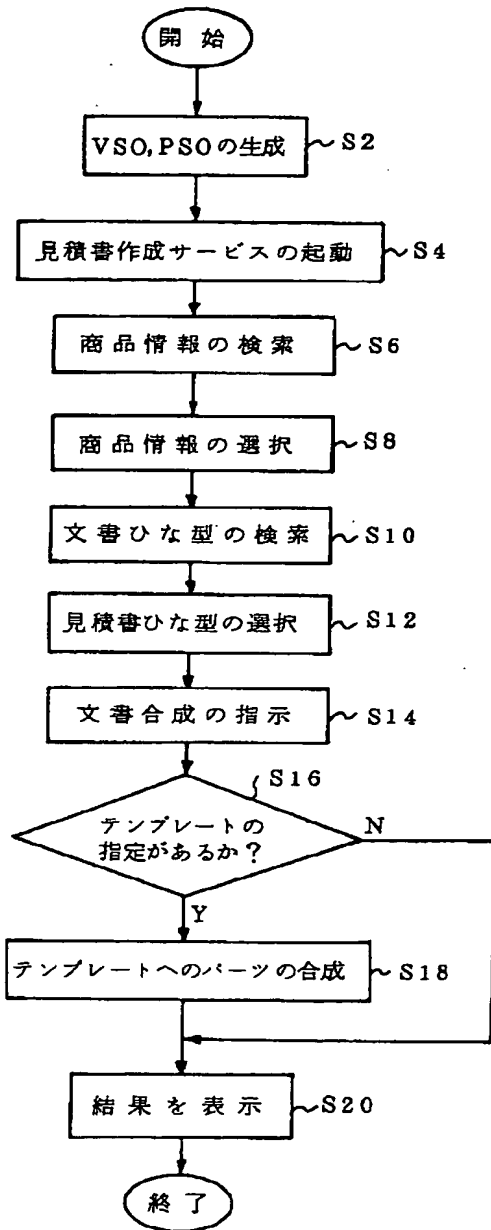 開始
VSO,PSOの生成 S2
見積書作成サービスの起動 S4
商品情報の検索 S6
商品情報の選択 S8
文書ひな型の検索 S10
見積書ひな型の選択 S12
文書合成の指示 S14
S16
テンプレートの
指定があるか?
N
Y
テンプレートへのパーツの合成 S18
結果を表示 S20
終了